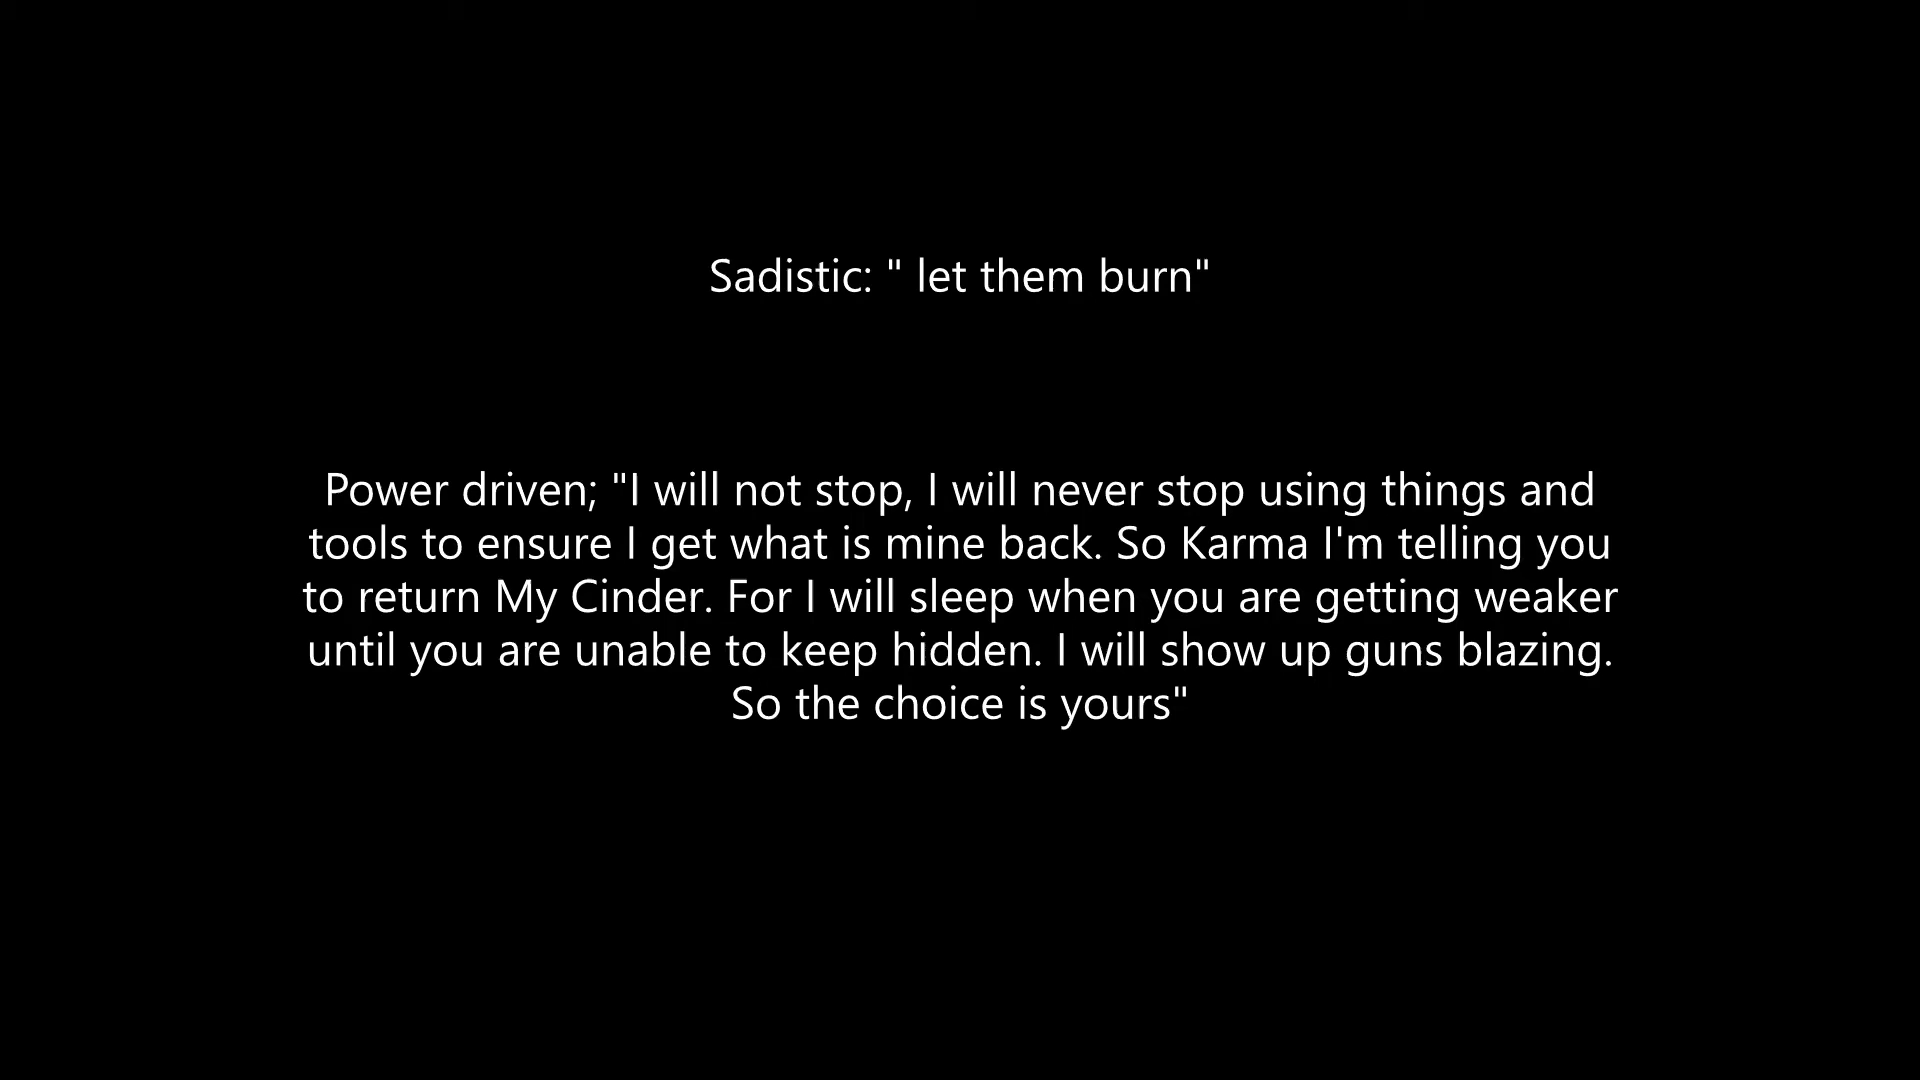 Sadistic: " let them burn"
Power driven; "I will not stop, I will never stop using things and
tools to ensure I get what is mine back. So Karma I'm telling you
to return My Cinder. For I will sleep when you are getting weaker
until you are unable to keep hidden. I will show up guns blazing.
So the choice is yours"